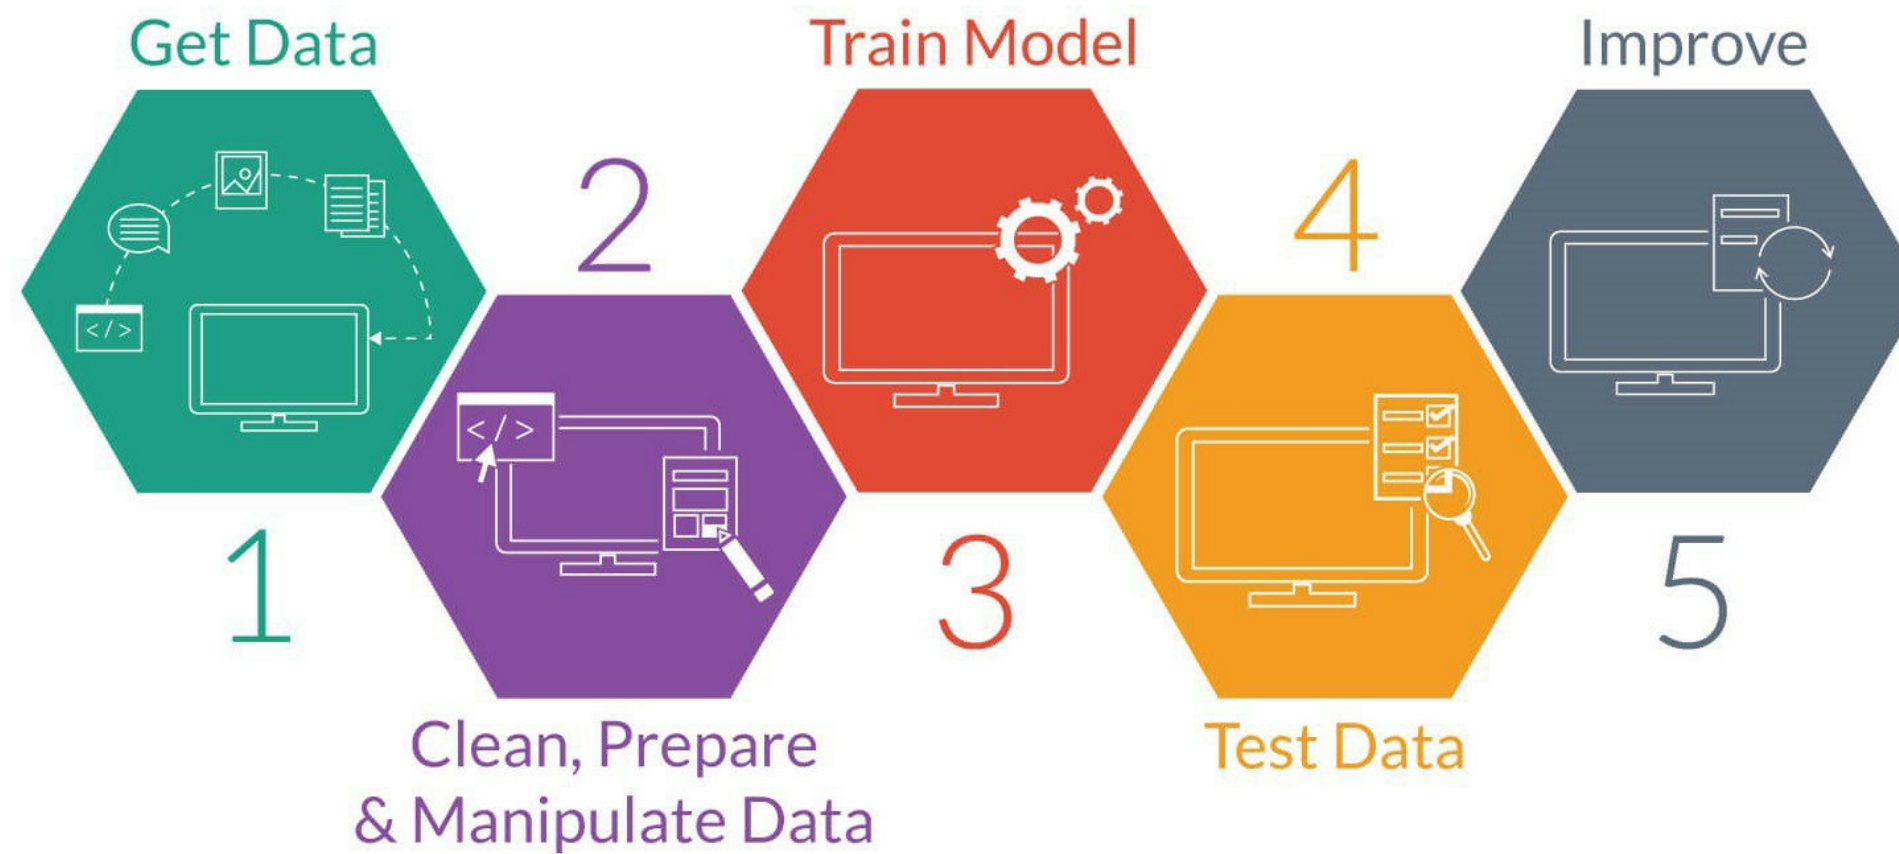 Get Data
1
</>
2
</>
Clean, Prepare
& Manipulate Data
Train Model
3
4
Test Data
Improve
5